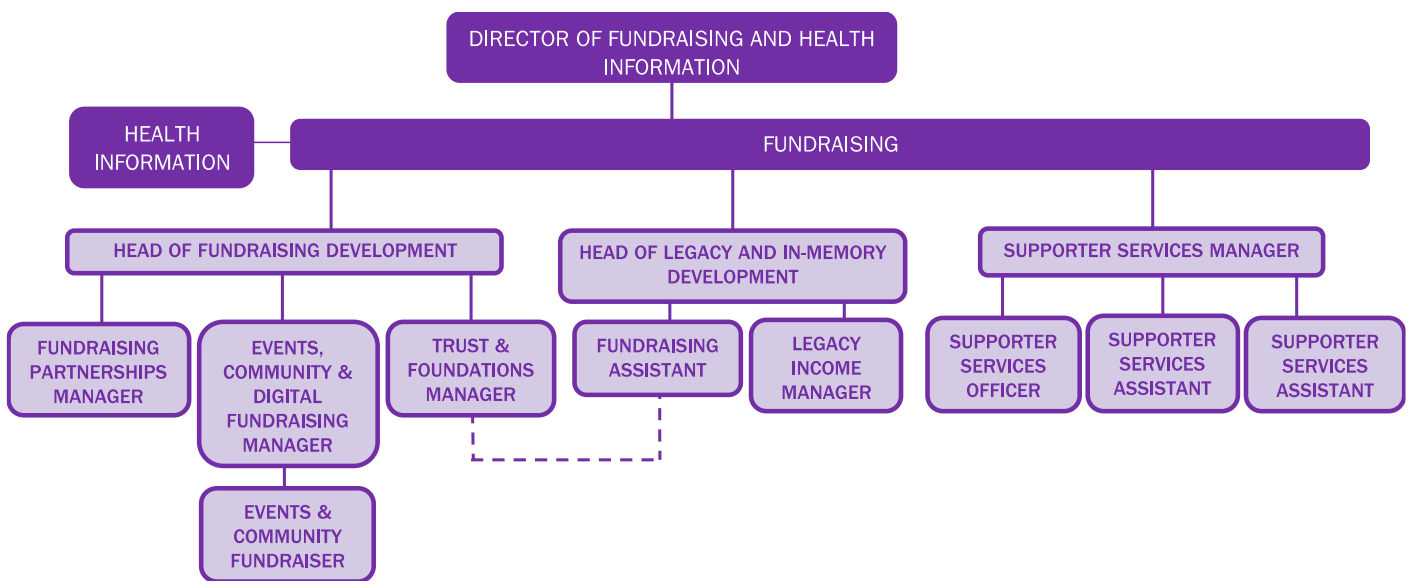 DIRECTOR OF FUNDRAISING AND HEALTH
INFORMATION
HEALTH
INFORMATION
FUNDRAISING
HEAD OF FUNDRAISING DEVELOPMENT
HEAD OF LEGACY AND IN-MEMORY
DEVELOPMENT
SUPPORTER SERVICES MANAGER
FUNDRAISING
PARTNERSHIPS
MANAGER
EVENTS,
COMMUNITY &
DIGITAL
FUNDRAISING
MANAGER
TRUST &
FOUNDATIONS
MANAGER
FUNDRAISING
ASSISTANT
LEGACY
INCOME
MANAGER
SUPPORTER
SERVICES
OFFICER
SUPPORTER
SERVICES
ASSISTANT
SUPPORTER
SERVICES
ASSISTANT
EVENTS &
COMMUNITY
FUNDRAISER